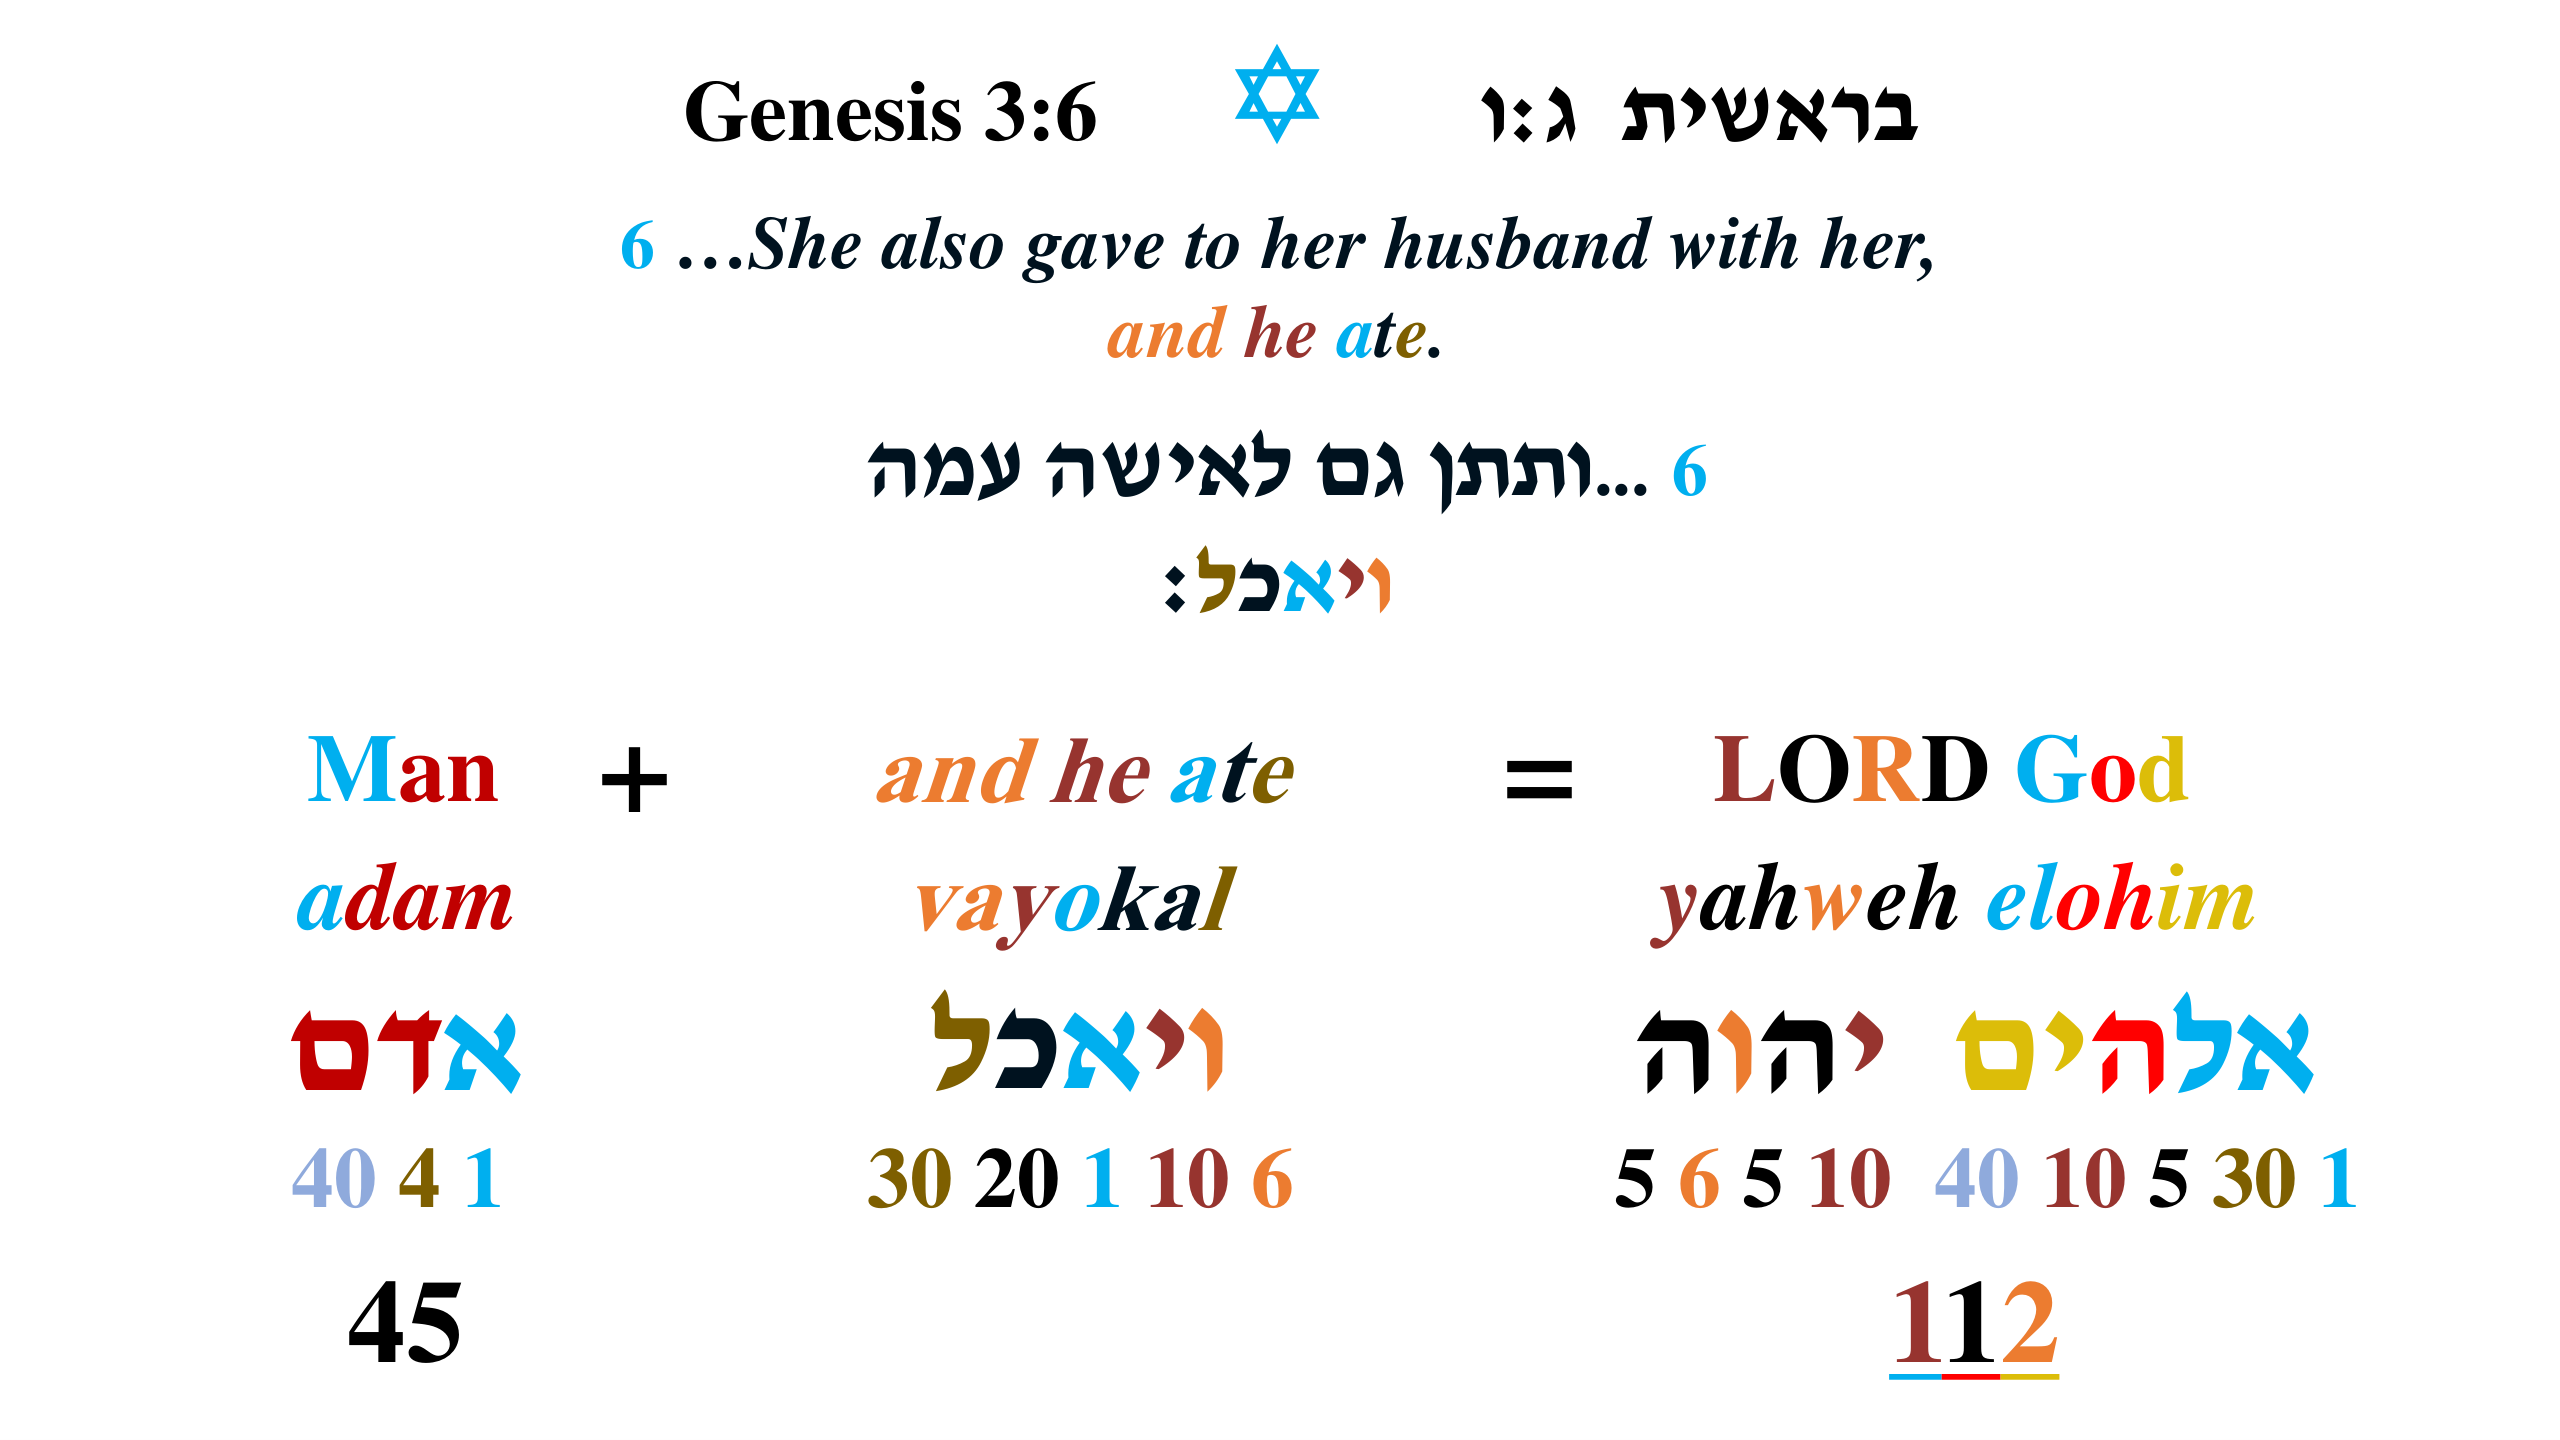 Genesis 3:6 ✡ בראשית ג:ו
6 …She also gave to her husband with her,
and he ate.
6 ...ותתן גם לאישה עמה
ויאכל:
Man + and he ate = LORD God
adam vayokal yahweh elohim
אדם ויאכל יהוה אלהים
40 4 1 30 20 1 10 6 5 6 5 10 40 10 5 30 1
45 112